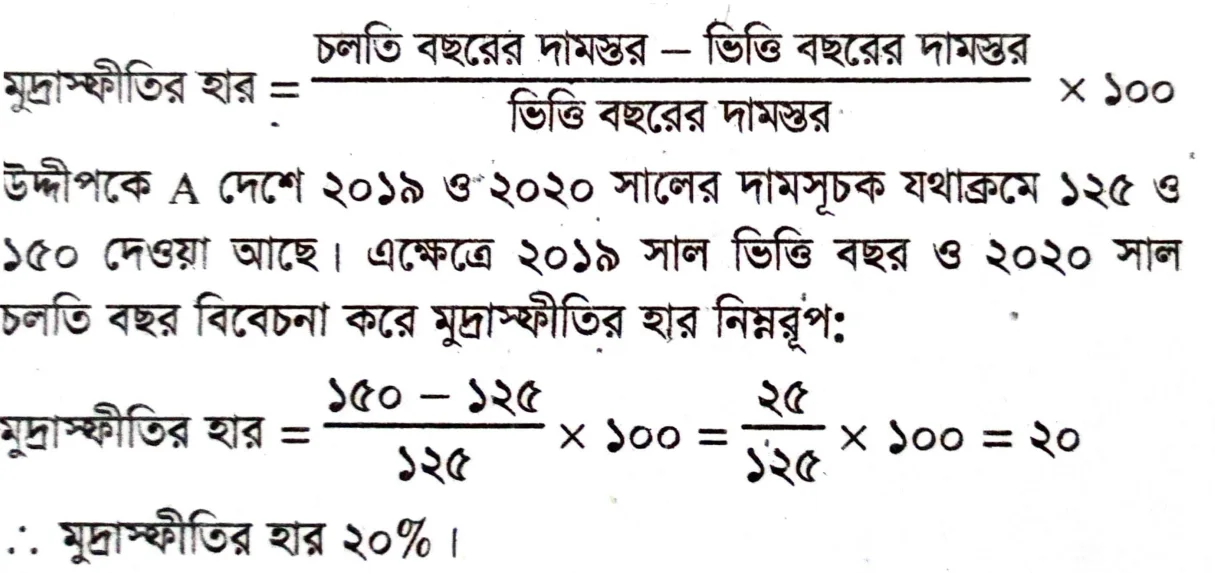 মুদ্রাস্ফীতির হার = চলতি বছরের দামস্তর – ভিত্তি বছরের দামস্তর / ভিত্তি বছরের দামস্তর × ১০০
উদ্দীপকে A দেশে ২০১৯ ও ২০২০ সালের দামসূচক যথাক্রমে ১২৫ ও
১৫০ দেওয়া আছে। এক্ষেত্রে ২০১৯ সাল ভিত্তি বছর ও ২০২০ সাল
চলতি বছর বিবেচনা করে মুদ্রাস্ফীতির হার নিম্নরূপ:
মুদ্রাস্ফীতির হার = ১৫০ – ১২৫ / ১২৫ × ১০০ = ২৫ / ১২৫ × ১০০ = ২০
∴ মুদ্রাস্ফীতির হার ২০%।